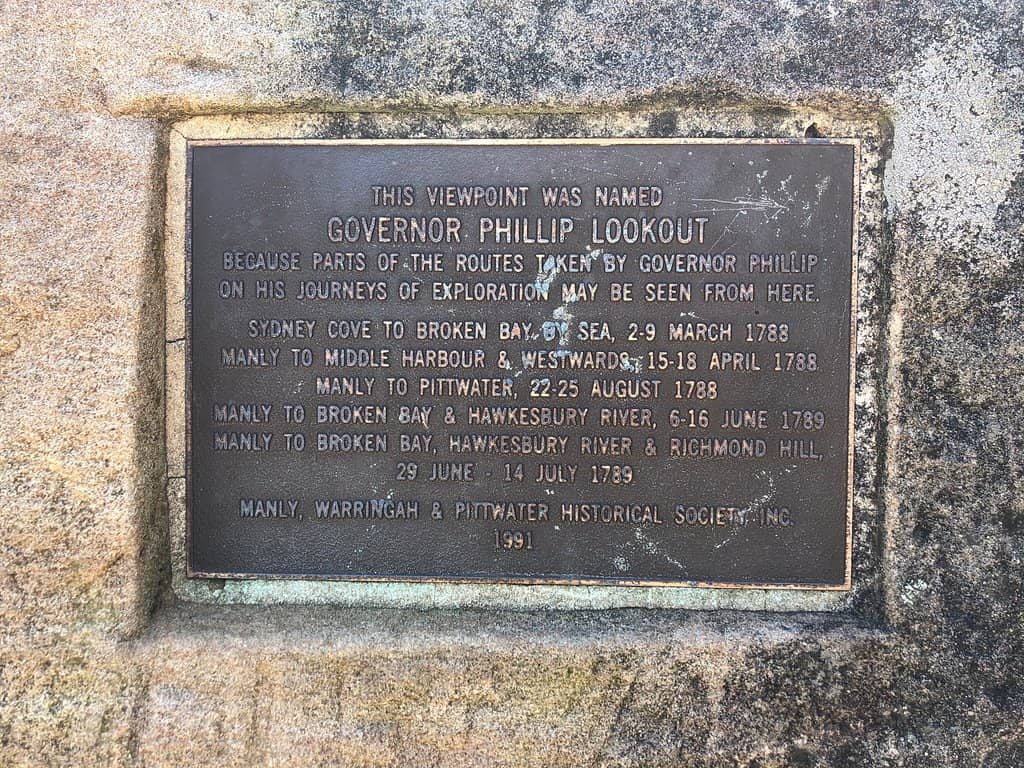 THIS VIEWPOINT WAS NAMED
GOVERNOR PHILLIP LOOKOUT
BECAUSE PARTS OF THE ROUTES TAKEN BY GOVERNOR PHILLIP
ON HIS JOURNEYS OF EXPLORATION MAY BE SEEN FROM HERE.
SYDNEY COVE TO BROKEN BAY BY SEA, 2-9 MARCH 1788
MANLY TO MIDDLE HARBOUR & WESTWARDS, 15-18 APRIL 1788
MANLY TO PITTWATER, 22-25 AUGUST 1788
MANLY TO BROKEN BAY & HAWKESBURY RIVER, 6-16 JUNE 1789
MANLY TO BROKEN BAY, HAWKESBURY RIVER & RICHMOND HILL,
29 JUNE - 14 JULY 1789
MANLY, WARRINGAH & PITTWATER HISTORICAL SOCIETY INC.
1991